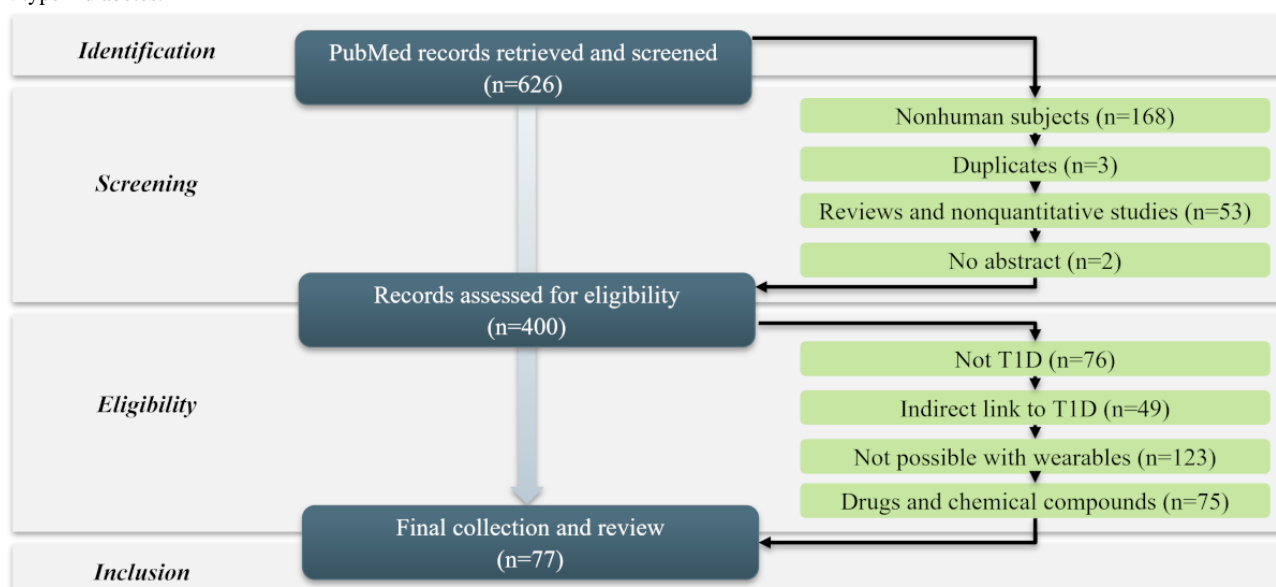 Identification
PubMed records retrieved and screened
(n=626)
Nonhuman subjects (n=168)
Duplicates (n=3)
Screening
Reviews and nonquantitative studies (n=53)
No abstract (n=2)
Records assessed for eligibility
(n=400)
Not T1D (n=76)
Eligibility
Indirect link to T1D (n=49)
Not possible with wearables (n=123)
Drugs and chemical compounds (n=75)
Final collection and review
(n=77)
Inclusion